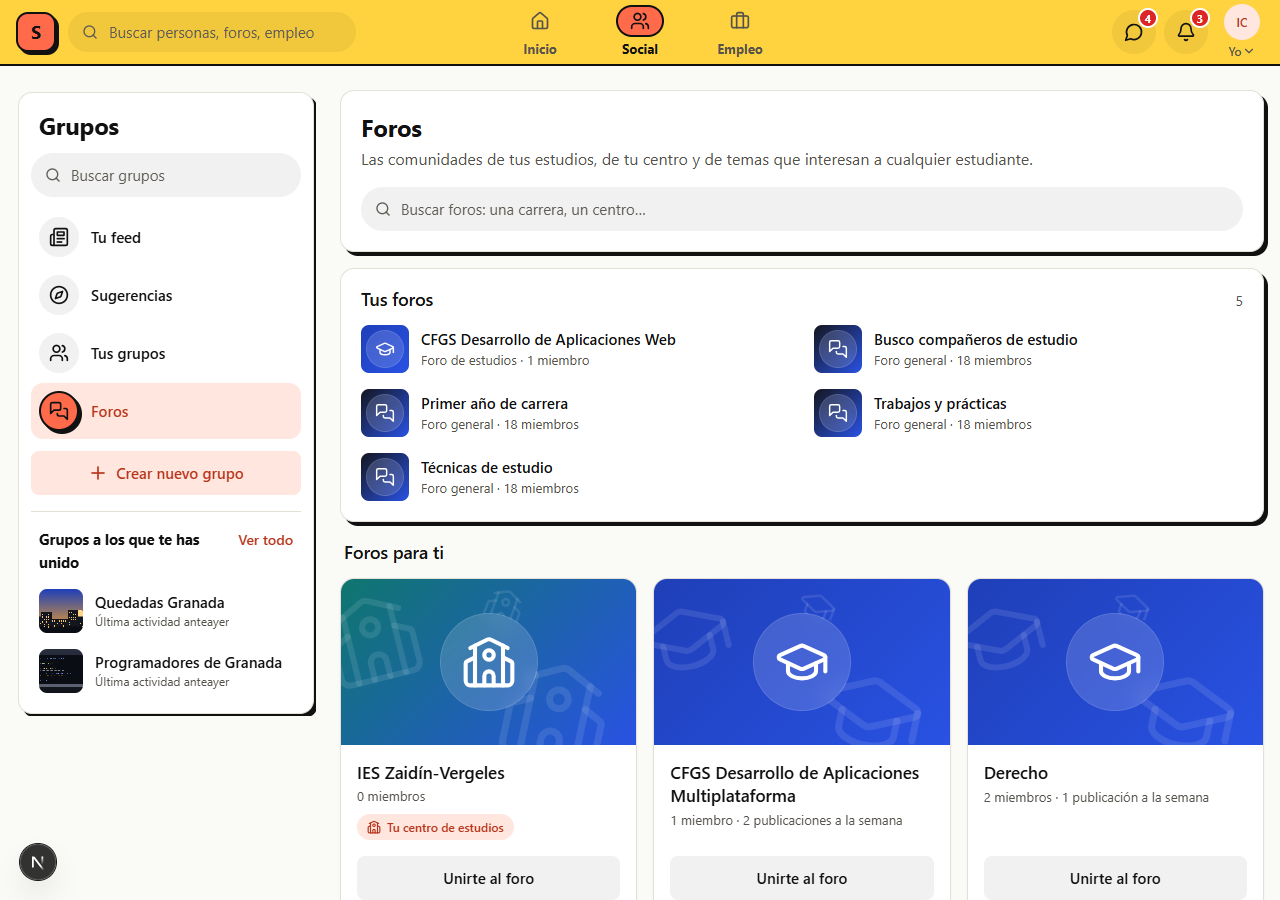 S
Buscar personas, foros, empleo
Inicio
Social
Empleo
4
3
IC
Yo
Grupos
Buscar grupos
Tu feed
Sugerencias
Tus grupos
Foros
Crear nuevo grupo
Grupos a los que te has
unido
Ver todo
Quedadas Granada
Última actividad anteayer
Programadores de Granada
Última actividad anteayer
N
Foros
Las comunidades de tus estudios, de tu centro y de temas que interesan a cualquier estudiante.
Buscar foros: una carrera, un centro...
Tus foros
5
CFGS Desarrollo de Aplicaciones Web
Foro de estudios · 1 miembro
Busco compañeros de estudio
Foro general · 18 miembros
Primer año de carrera
Foro general · 18 miembros
Trabajos y prácticas
Foro general · 18 miembros
Técnicas de estudio
Foro general · 18 miembros
Foros para ti
IES Zaidín-Vergeles
0 miembros
Tu centro de estudios
Unirte al foro
CFGS Desarrollo de Aplicaciones
Multiplataforma
1 miembro · 2 publicaciones a la semana
Unirte al foro
Derecho
2 miembros · 1 publicación a la semana
Unirte al foro